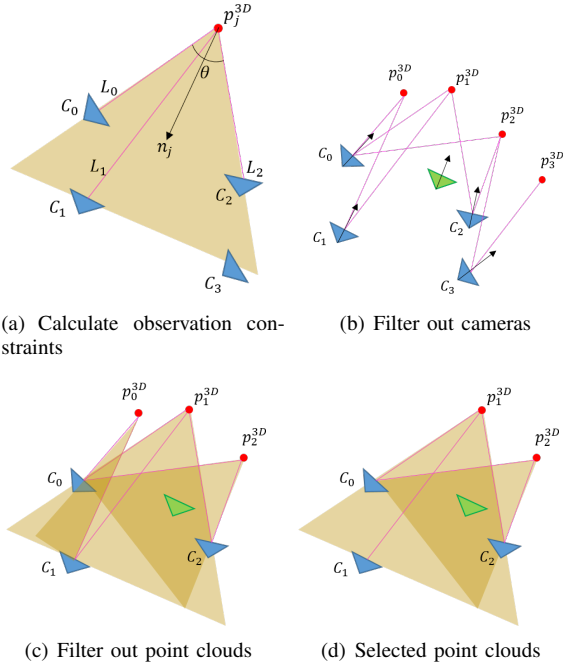 p_j^{3D}
C_0
L_0
θ
n_j
L_1
L_2
C_1
C_2
C_3
(a) Calculate observation con-
straints
p_0^{3D}
p_1^{3D}
p_2^{3D}
p_3^{3D}
C_0
C_1
C_2
C_3
(b) Filter out cameras
p_0^{3D}
p_1^{3D}
p_2^{3D}
C_0
C_1
C_2
(c) Filter out point clouds
p_1^{3D}
p_2^{3D}
C_0
C_1
C_2
(d) Selected point clouds